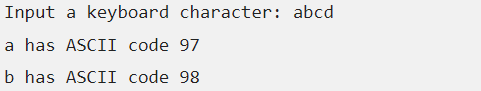 Input a keyboard character: abcd
a has ASCII code 97
b has ASCII code 98